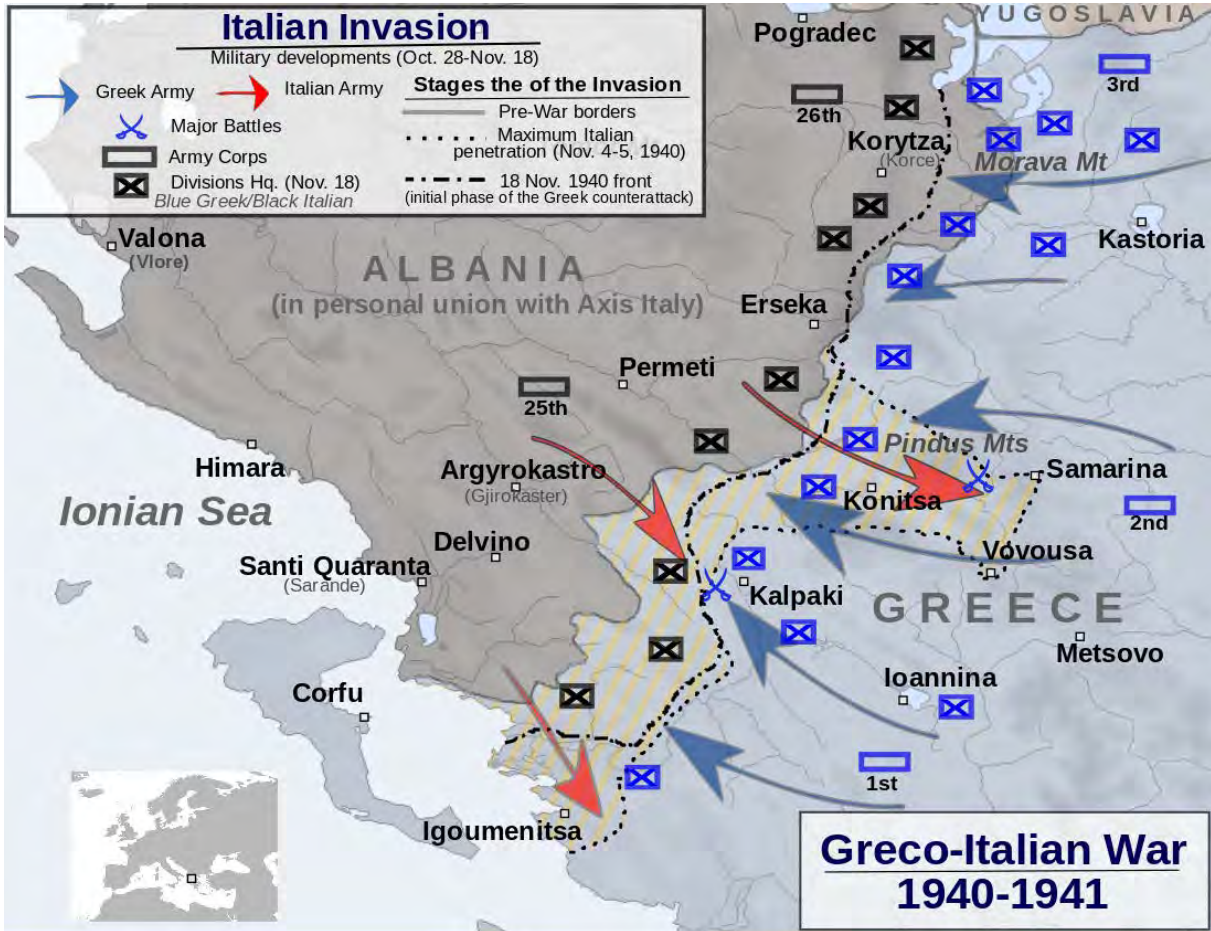 Italian Invasion
Military developments (Oct. 28-Nov. 18)
Greek Army
Italian Army
Major Battles
Army Corps
Divisions Hq. (Nov. 18)
Blue Greek/Black Italian
Stages the of the Invasion
Pre-War borders
Maximum Italian
penetration (Nov. 4-5, 1940)
18 Nov. 1940 front
(initial phase of the Greek counterattack)
YUGOSLAVIA
Pogradec
3rd
26th
Korytza
(Korce)
Morava Mt
Kastoria
Valona
(Vlore)
ALBANIA
(in personal union with Axis Italy)
Erseka
Permeti
25th
Pindus Mts
Himara
Argyrokastro
(Gjirokaster)
Samarina
Konitsa
Ionian Sea
2nd
Delvino
Vovousa
Santi Quaranta
(Sarande)
Kalpaki
GREECE
Metsovo
Ioannina
Corfu
1st
Igoumenitsa
Greco-Italian War
1940-1941